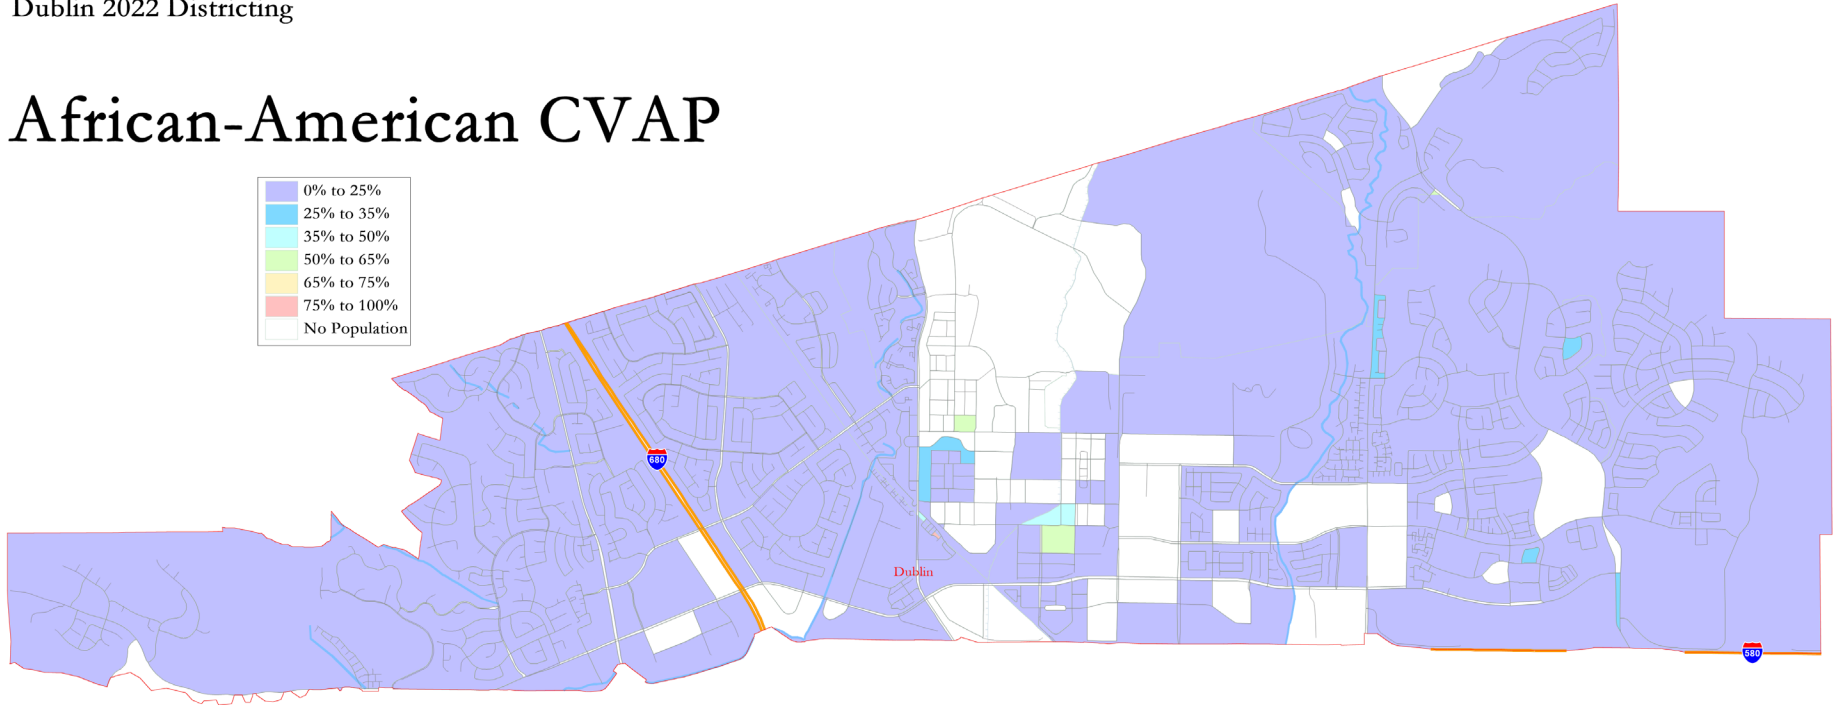 Dublin 2022 Districting
African-American CVAP
0% to 25%
25% to 35%
35% to 50%
50% to 65%
65% to 75%
75% to 100%
No Population
680
Dublin
580